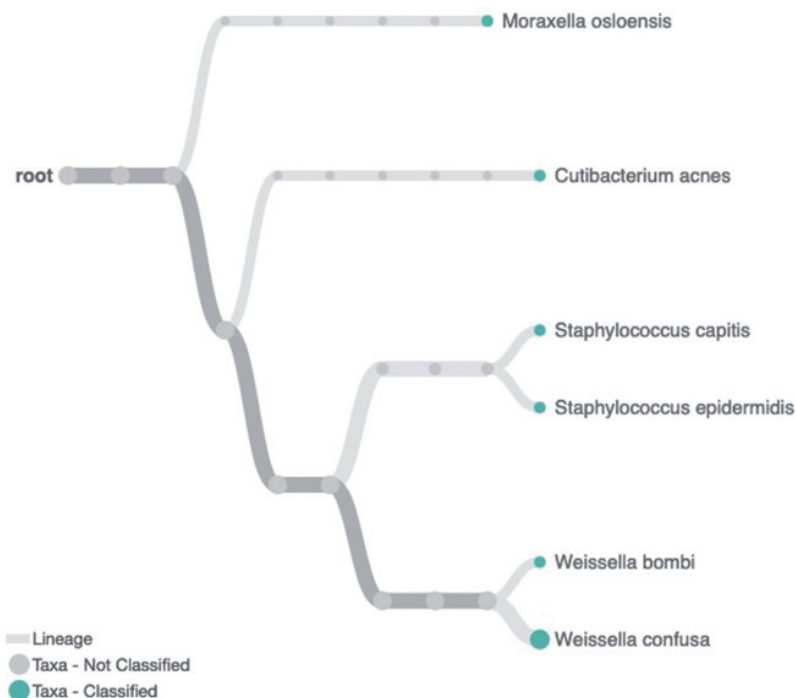 Moraxella osloensis
root
Cutibacterium acnes
Staphylococcus capitis
Staphylococcus epidermidis
Weissella bombi
Weissella confusa
Lineage
Taxa - Not Classified
Taxa - Classified